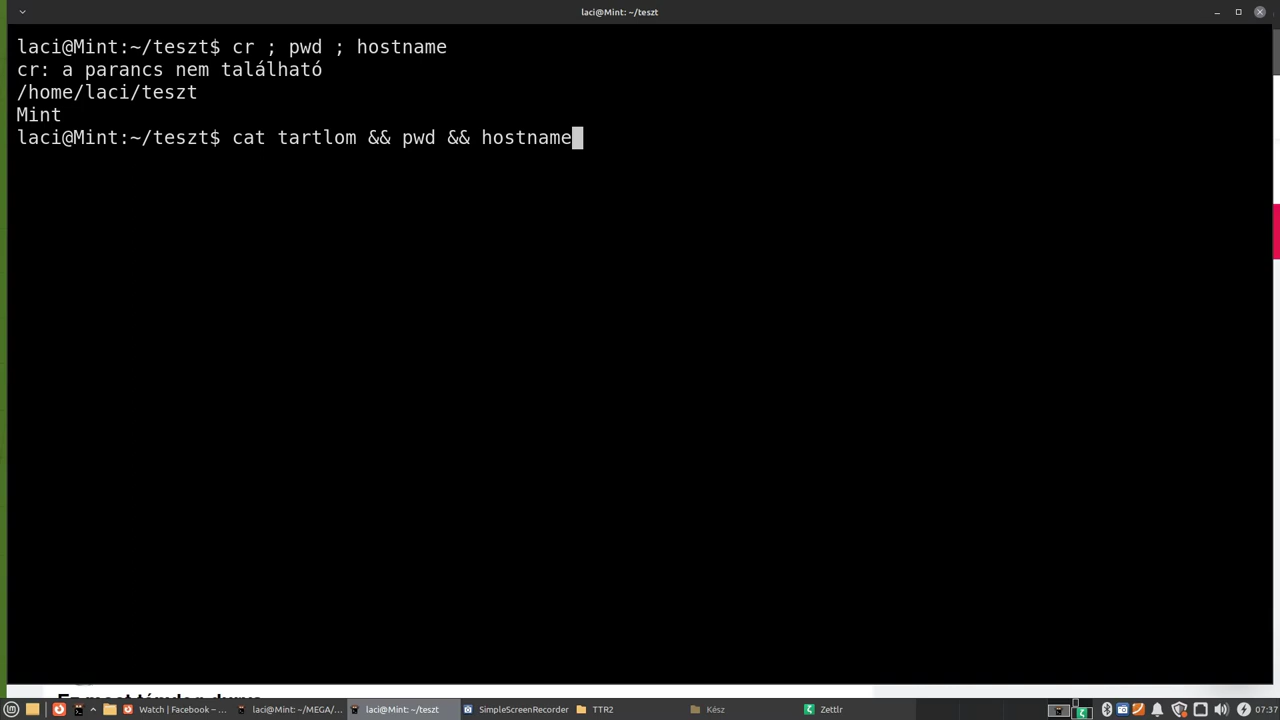 laci@Mint: ~/teszt
laci@Mint:~/teszt$ cr ; pwd ; hostname
cr: a parancs nem található
/home/laci/teszt
Mint
laci@Mint:~/teszt$ cat tartlom && pwd && hostname
Watch | Facebook – ...
laci@Mint: ~/MEGA/...
laci@Mint: ~/teszt
SimpleScreenRecorder
TTR2
Kész
Zettlr
07:37